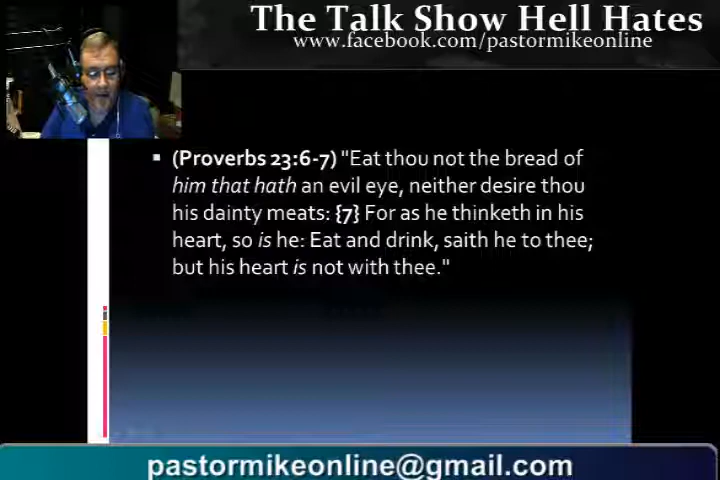 The Talk Show Hell Hates
www.facebook.com/pastormikeonline
(Proverbs 23:6-7) "Eat thou not the bread of
him that hath an evil eye, neither desire thou
his dainty meats: {7} For as he thinketh in his
heart, so is he: Eat and drink, saith he to thee;
but his heart is not with thee."
pastormikeonline@gmail.com